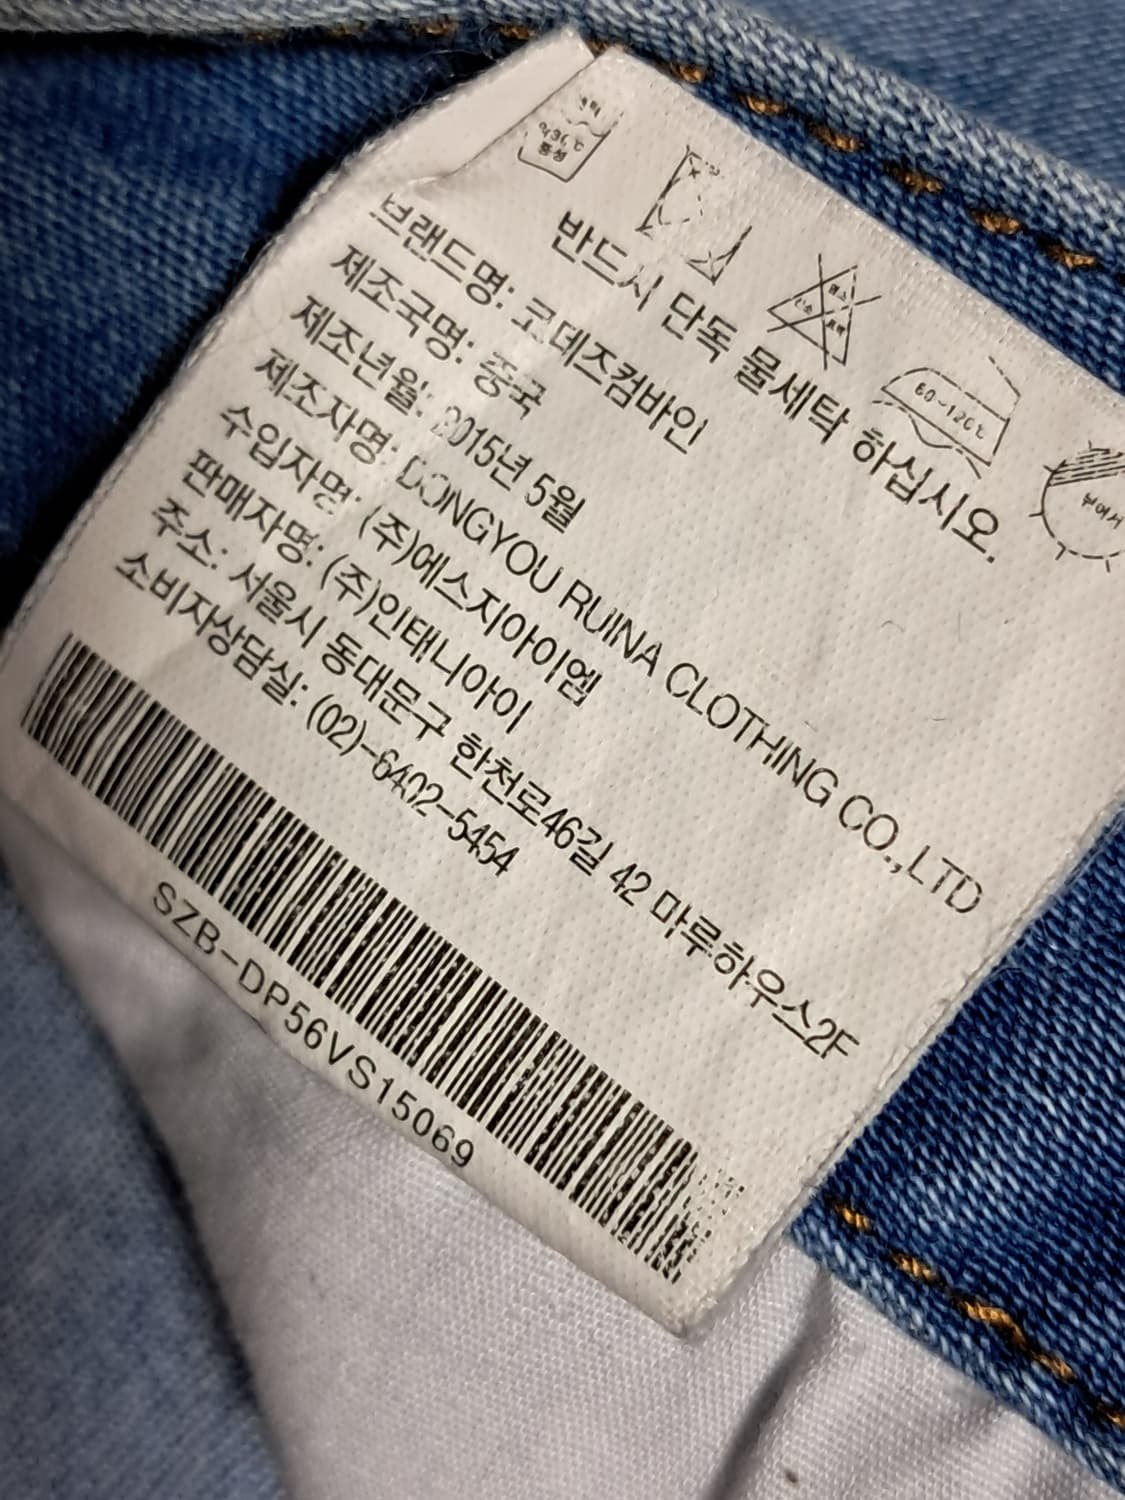 중성
60~120℃
반드시 단독 물세탁 하십시오.
브랜드명: 코데즈컴바인
제조국명: 중국
제조년월: 2015년 5월
제조자명: DONGYOU RUINA CLOTHING CO.,LTD
수입자명: (주)에스지아이엠
판매자명: (주)인태니아이
주소: 서울시 동대문구 한천로46길 42 마루하우스2F
소비자상담실: (02)-6402-5454
SZB-DP56VS15069